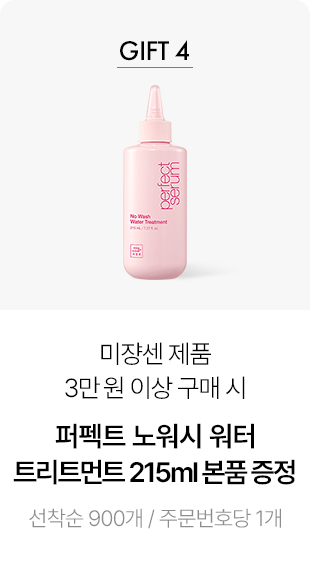 GIFT 4
perfect
serum
No Wash
Water Treatment
미쟝센 제품
3만 원 이상 구매 시
퍼펙트 노워시 워터
트리트먼트 215ml 본품 증정
선착순 900개 / 주문번호당 1개